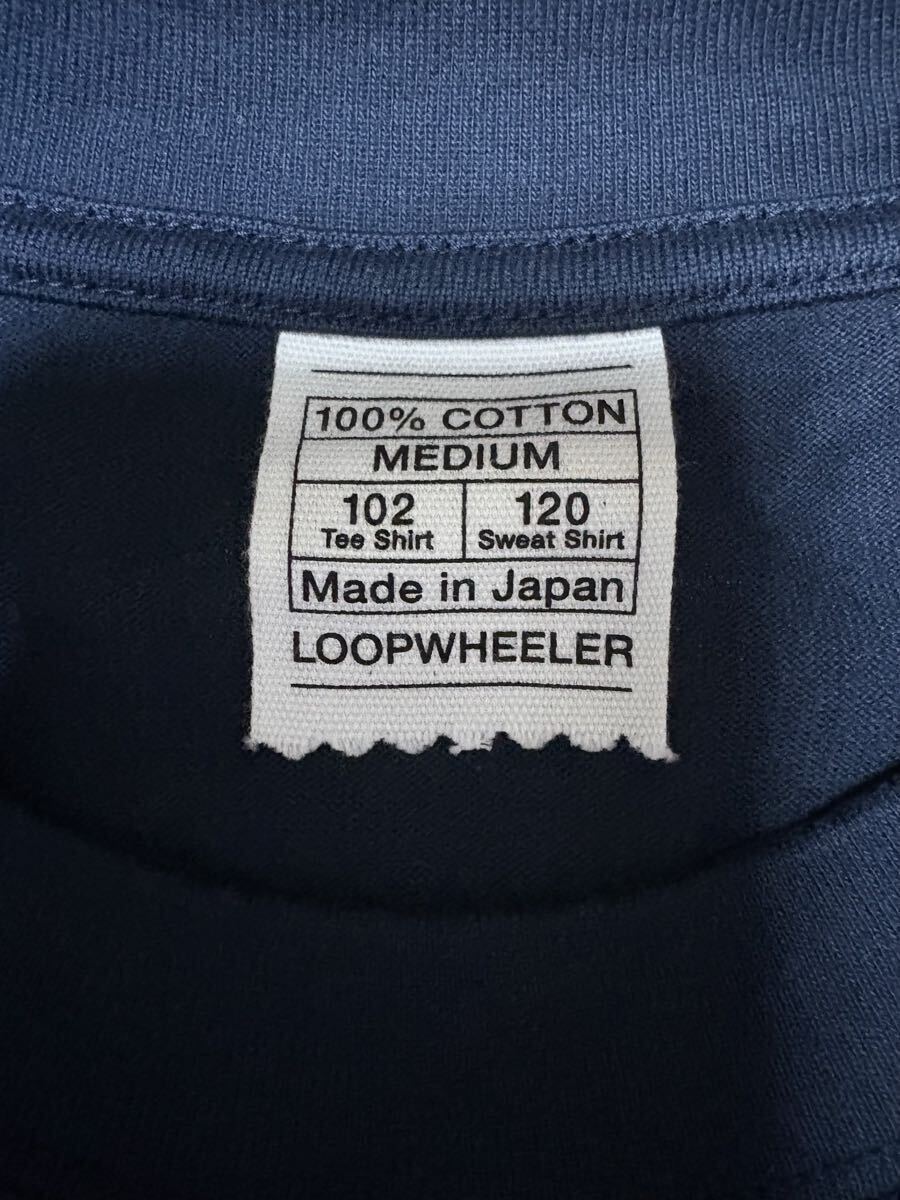 100% COTTON
MEDIUM
102 120
Tee Shirt Sweat Shirt
Made in Japan
LOOPWHEELER